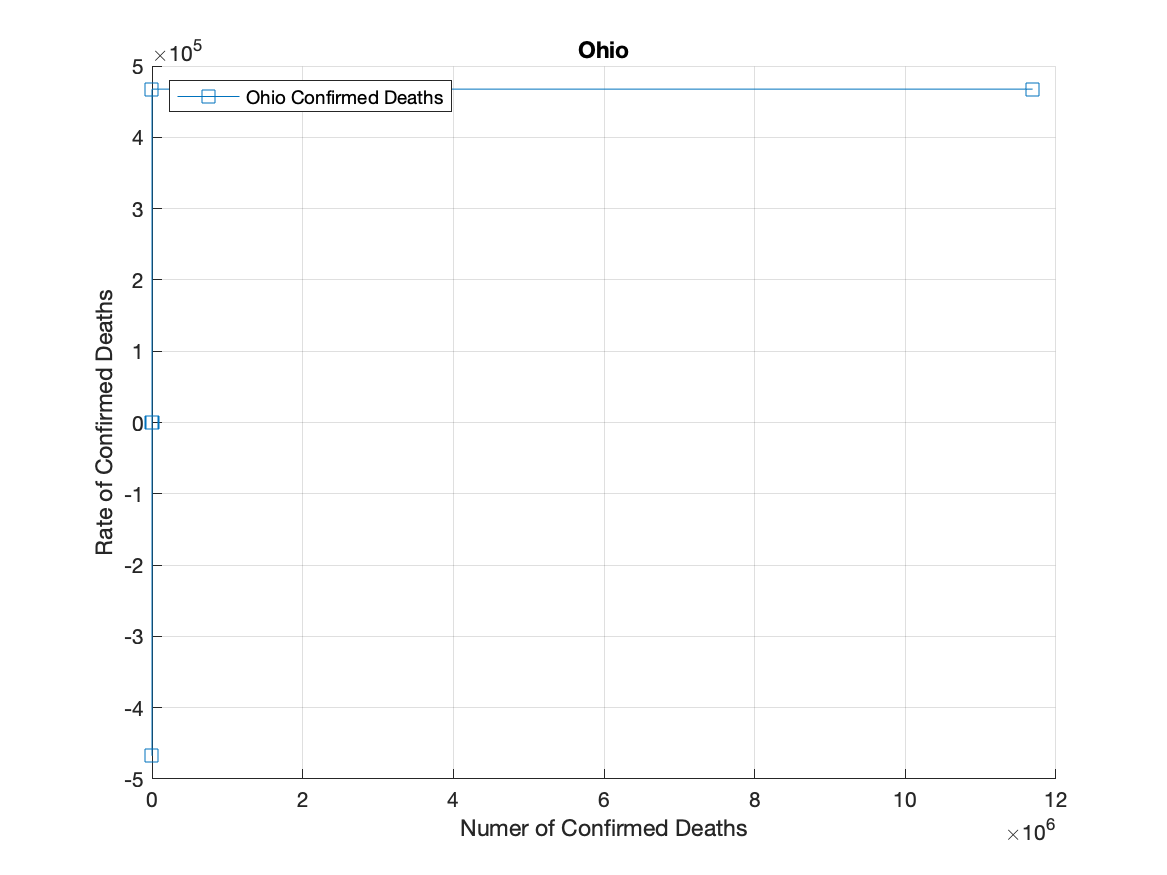 Ohio
×10^5
Ohio Confirmed Deaths
5
4
3
2
1
0
-1
-2
-3
-4
-5
Rate of Confirmed Deaths
0 2 4 6 8 10 12
Numer of Confirmed Deaths
×10^6